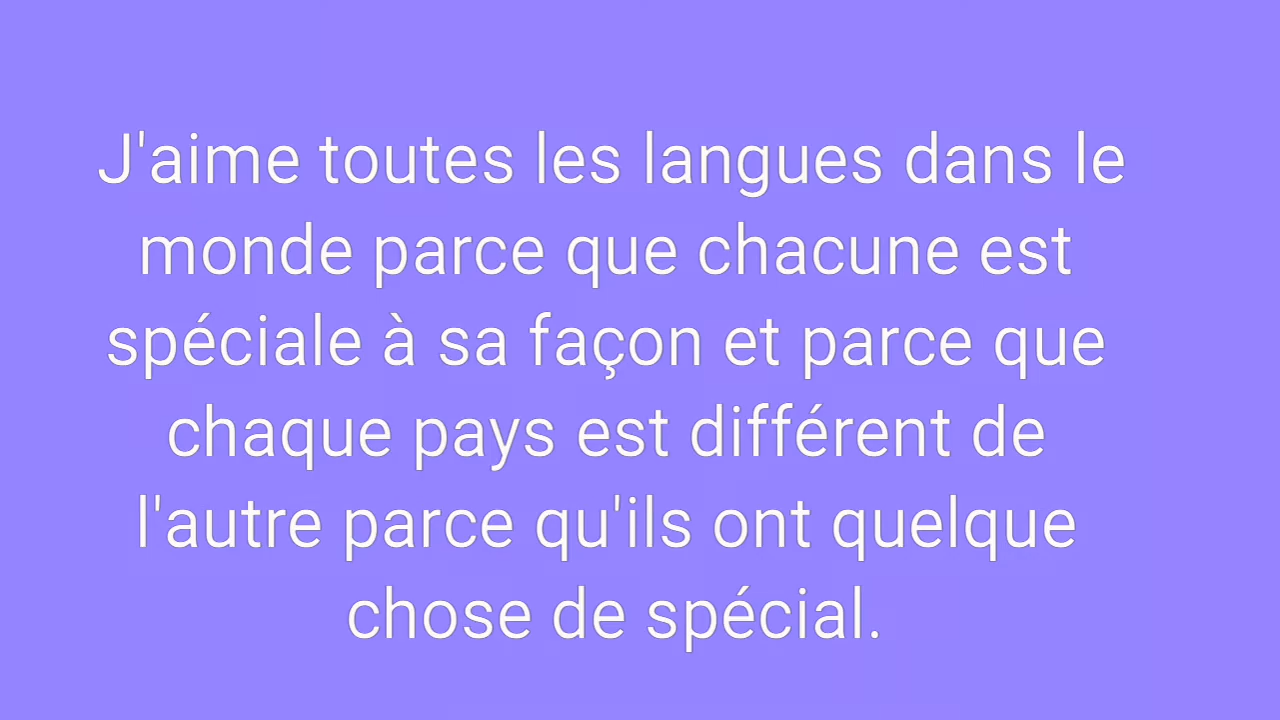 J'aime toutes les langues dans le
monde parce que chacune est
spéciale à sa façon et parce que
chaque pays est différent de
l'autre parce qu'ils ont quelque
chose de spécial.